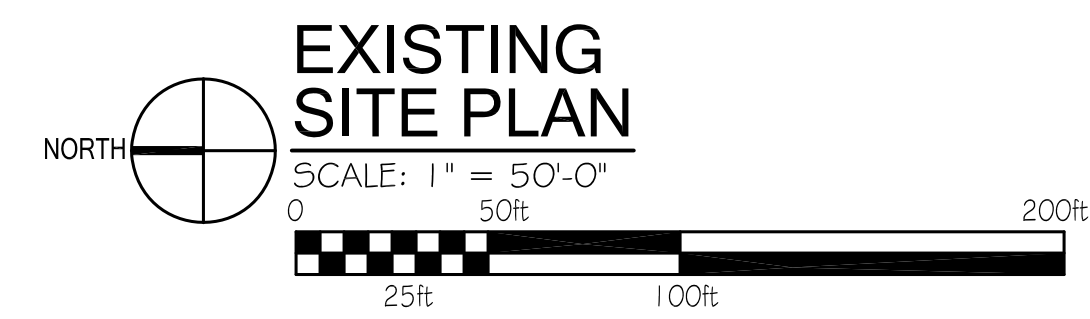 EXISTING
SITE PLAN
NORTH
SCALE: 1" = 50'-0"
0 50ft 200ft
25ft 100ft